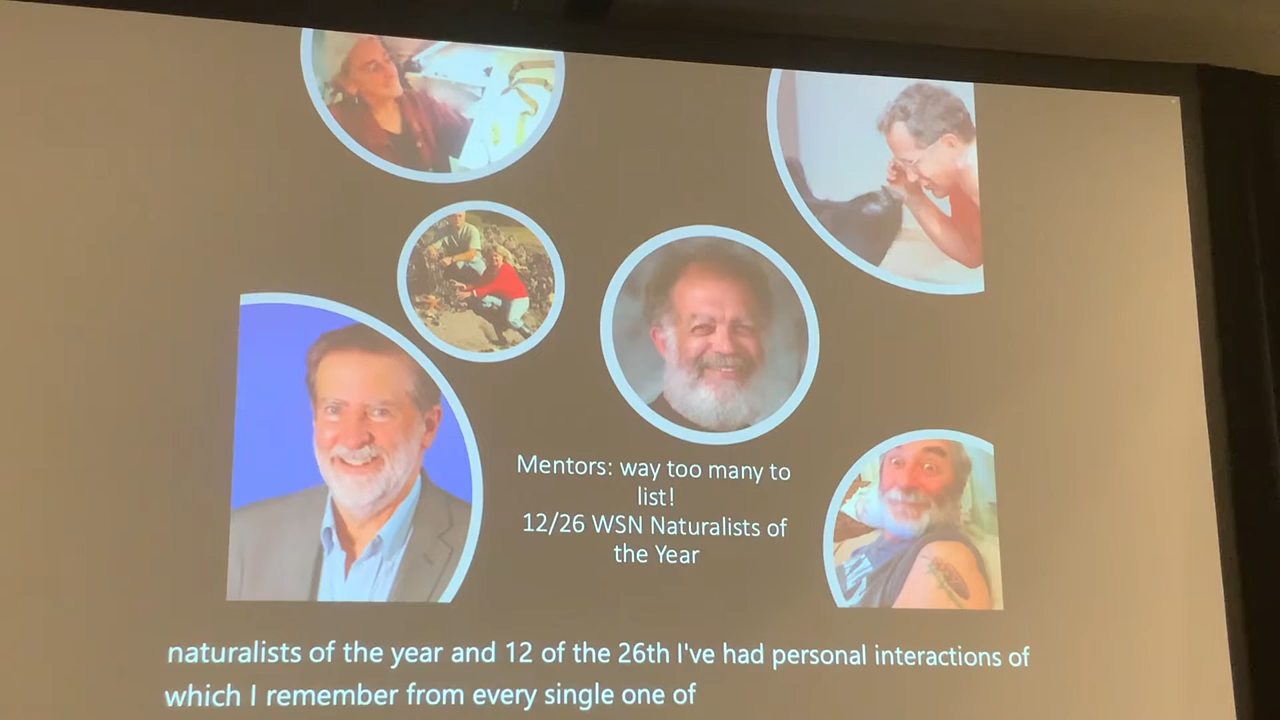 Mentors: way too many to
list!
12/26 WSN Naturalists of
the Year
naturalists of the year and 12 of the 26th I've had personal interactions of
which I remember from every single one of